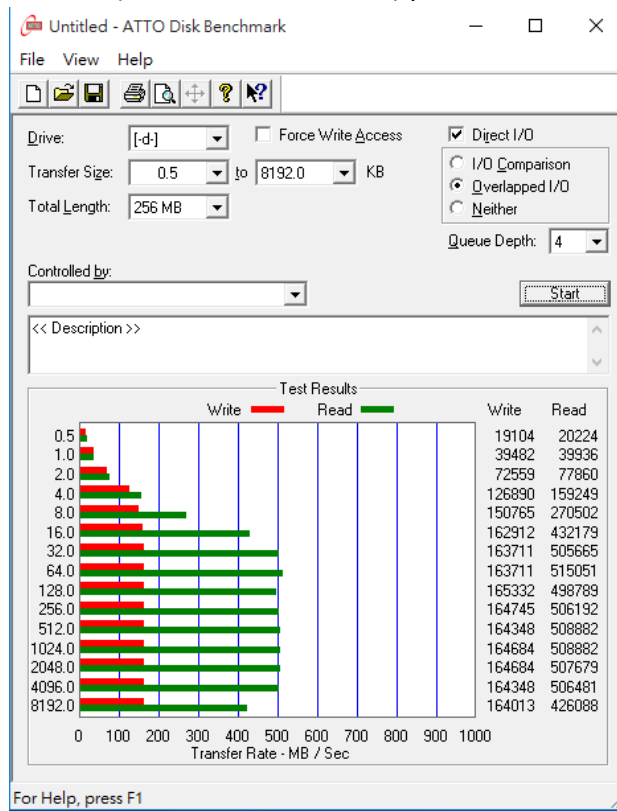 Untitled - ATTO Disk Benchmark
File View Help
Drive: [-d-] Force Write Access Direct I/O
Transfer Size: 0.5 to 8192.0 KB I/O Comparison
Overlapped I/O
Total Length: 256 MB Neither
Queue Depth: 4
Controlled by:
Start
<< Description >>
Test Results
Write Read Write Read
0.5 19104 20224
1.0 39482 39936
2.0 72559 77860
4.0 126890 159249
8.0 150765 270502
16.0 162912 432179
32.0 163711 505665
64.0 163711 515051
128.0 165332 498789
256.0 164745 506192
512.0 164348 508882
1024.0 164684 508882
2048.0 164684 507679
4096.0 164348 506481
8192.0 164013 426088
0 100 200 300 400 500 600 700 800 900 1000
Transfer Rate - MB / Sec
For Help, press F1